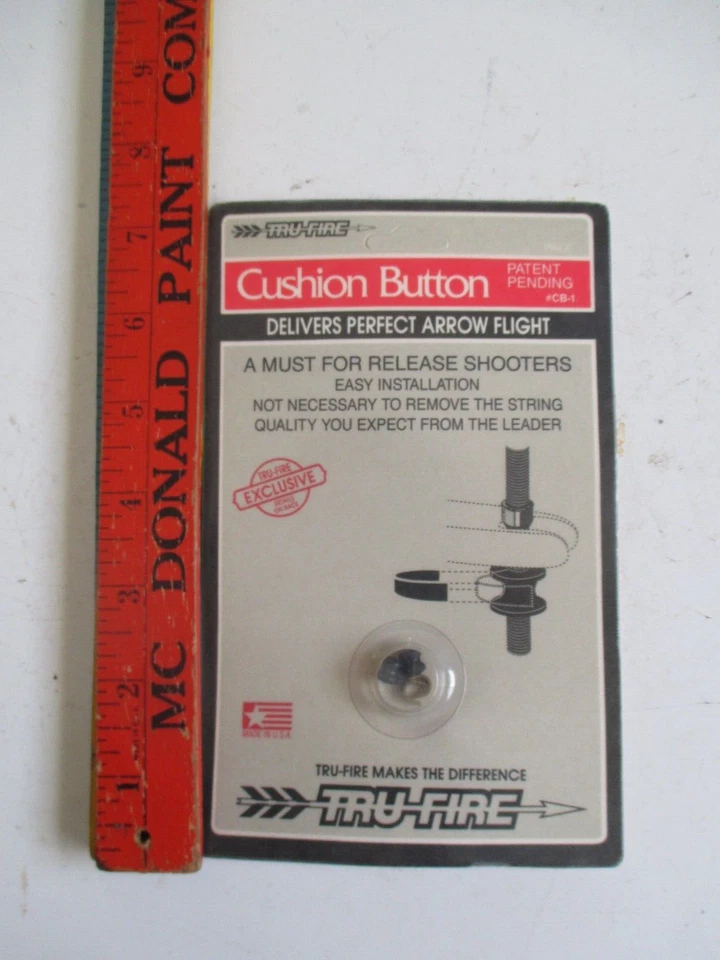 MC DONALD PAINT COM
1
2
3
4
5
6
7
8
9
TRU-FIRE
Cushion Button
PATENT
PENDING
#CB-1
DELIVERS PERFECT ARROW FLIGHT
A MUST FOR RELEASE SHOOTERS
EASY INSTALLATION
NOT NECESSARY TO REMOVE THE STRING
QUALITY YOU EXPECT FROM THE LEADER
TRU-FIRE
EXCLUSIVE
MADE IN U.S.A.
TRU-FIRE MAKES THE DIFFERENCE
TRU-FIRE